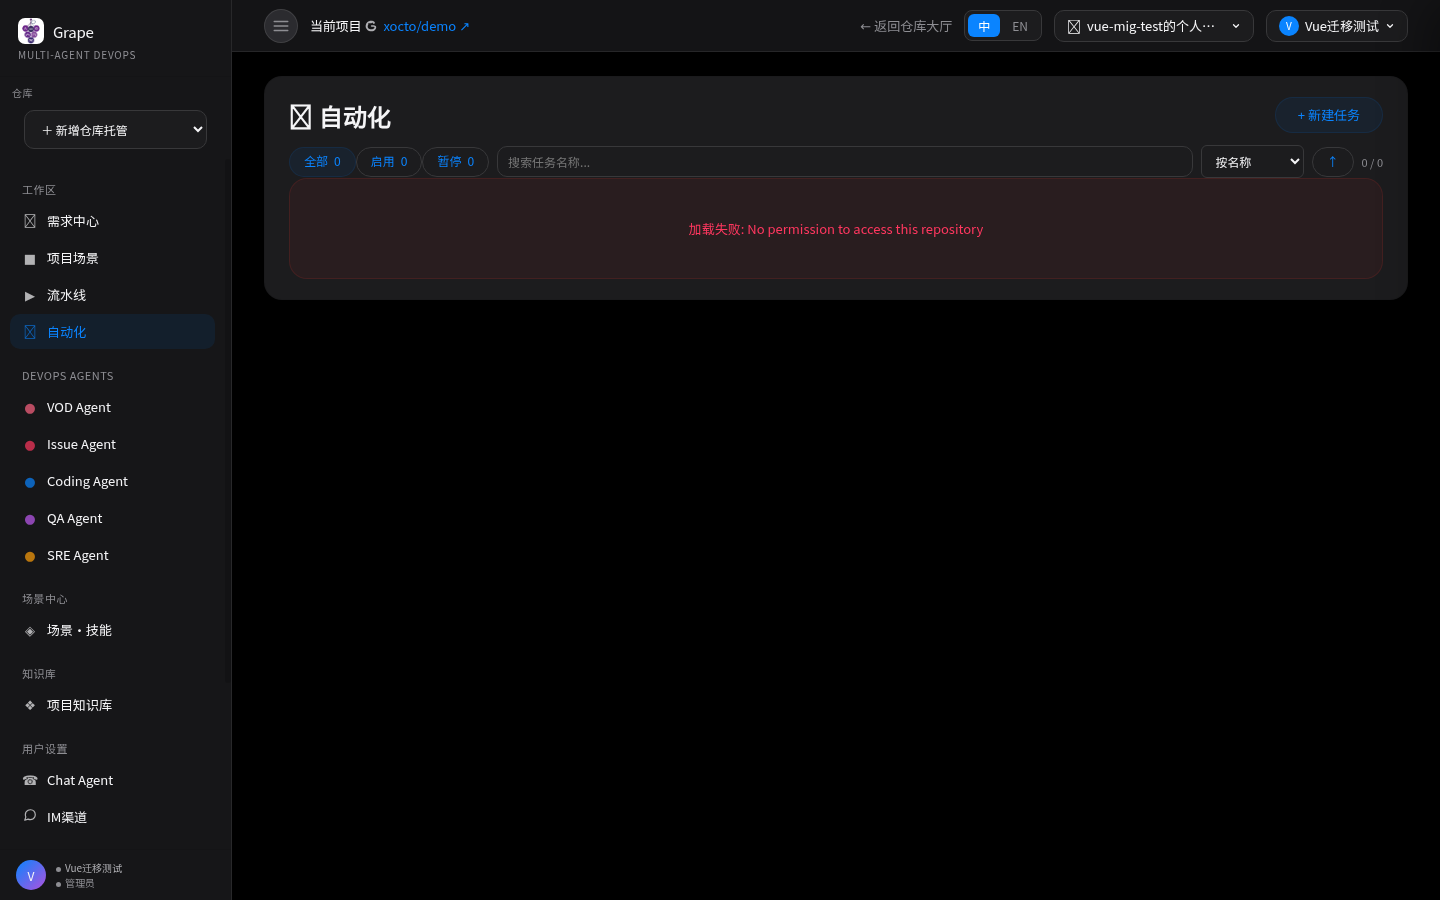 Grape
MULTI-AGENT DEVOPS
仓库
＋ 新增仓库托管
工作区
需求中心
项目场景
流水线
自动化
DEVOPS AGENTS
VOD Agent
Issue Agent
Coding Agent
QA Agent
SRE Agent
场景中心
场景・技能
知识库
项目知识库
用户设置
Chat Agent
IM渠道
V
Vue迁移测试
管理员
当前项目 xocto/demo ↗
← 返回仓库大厅
中 EN
vue-mig-test的个人…
V Vue迁移测试
自动化
+ 新建任务
全部 0 启用 0 暂停 0
搜索任务名称...
按名称
↑
0 / 0
加载失败: No permission to access this repository